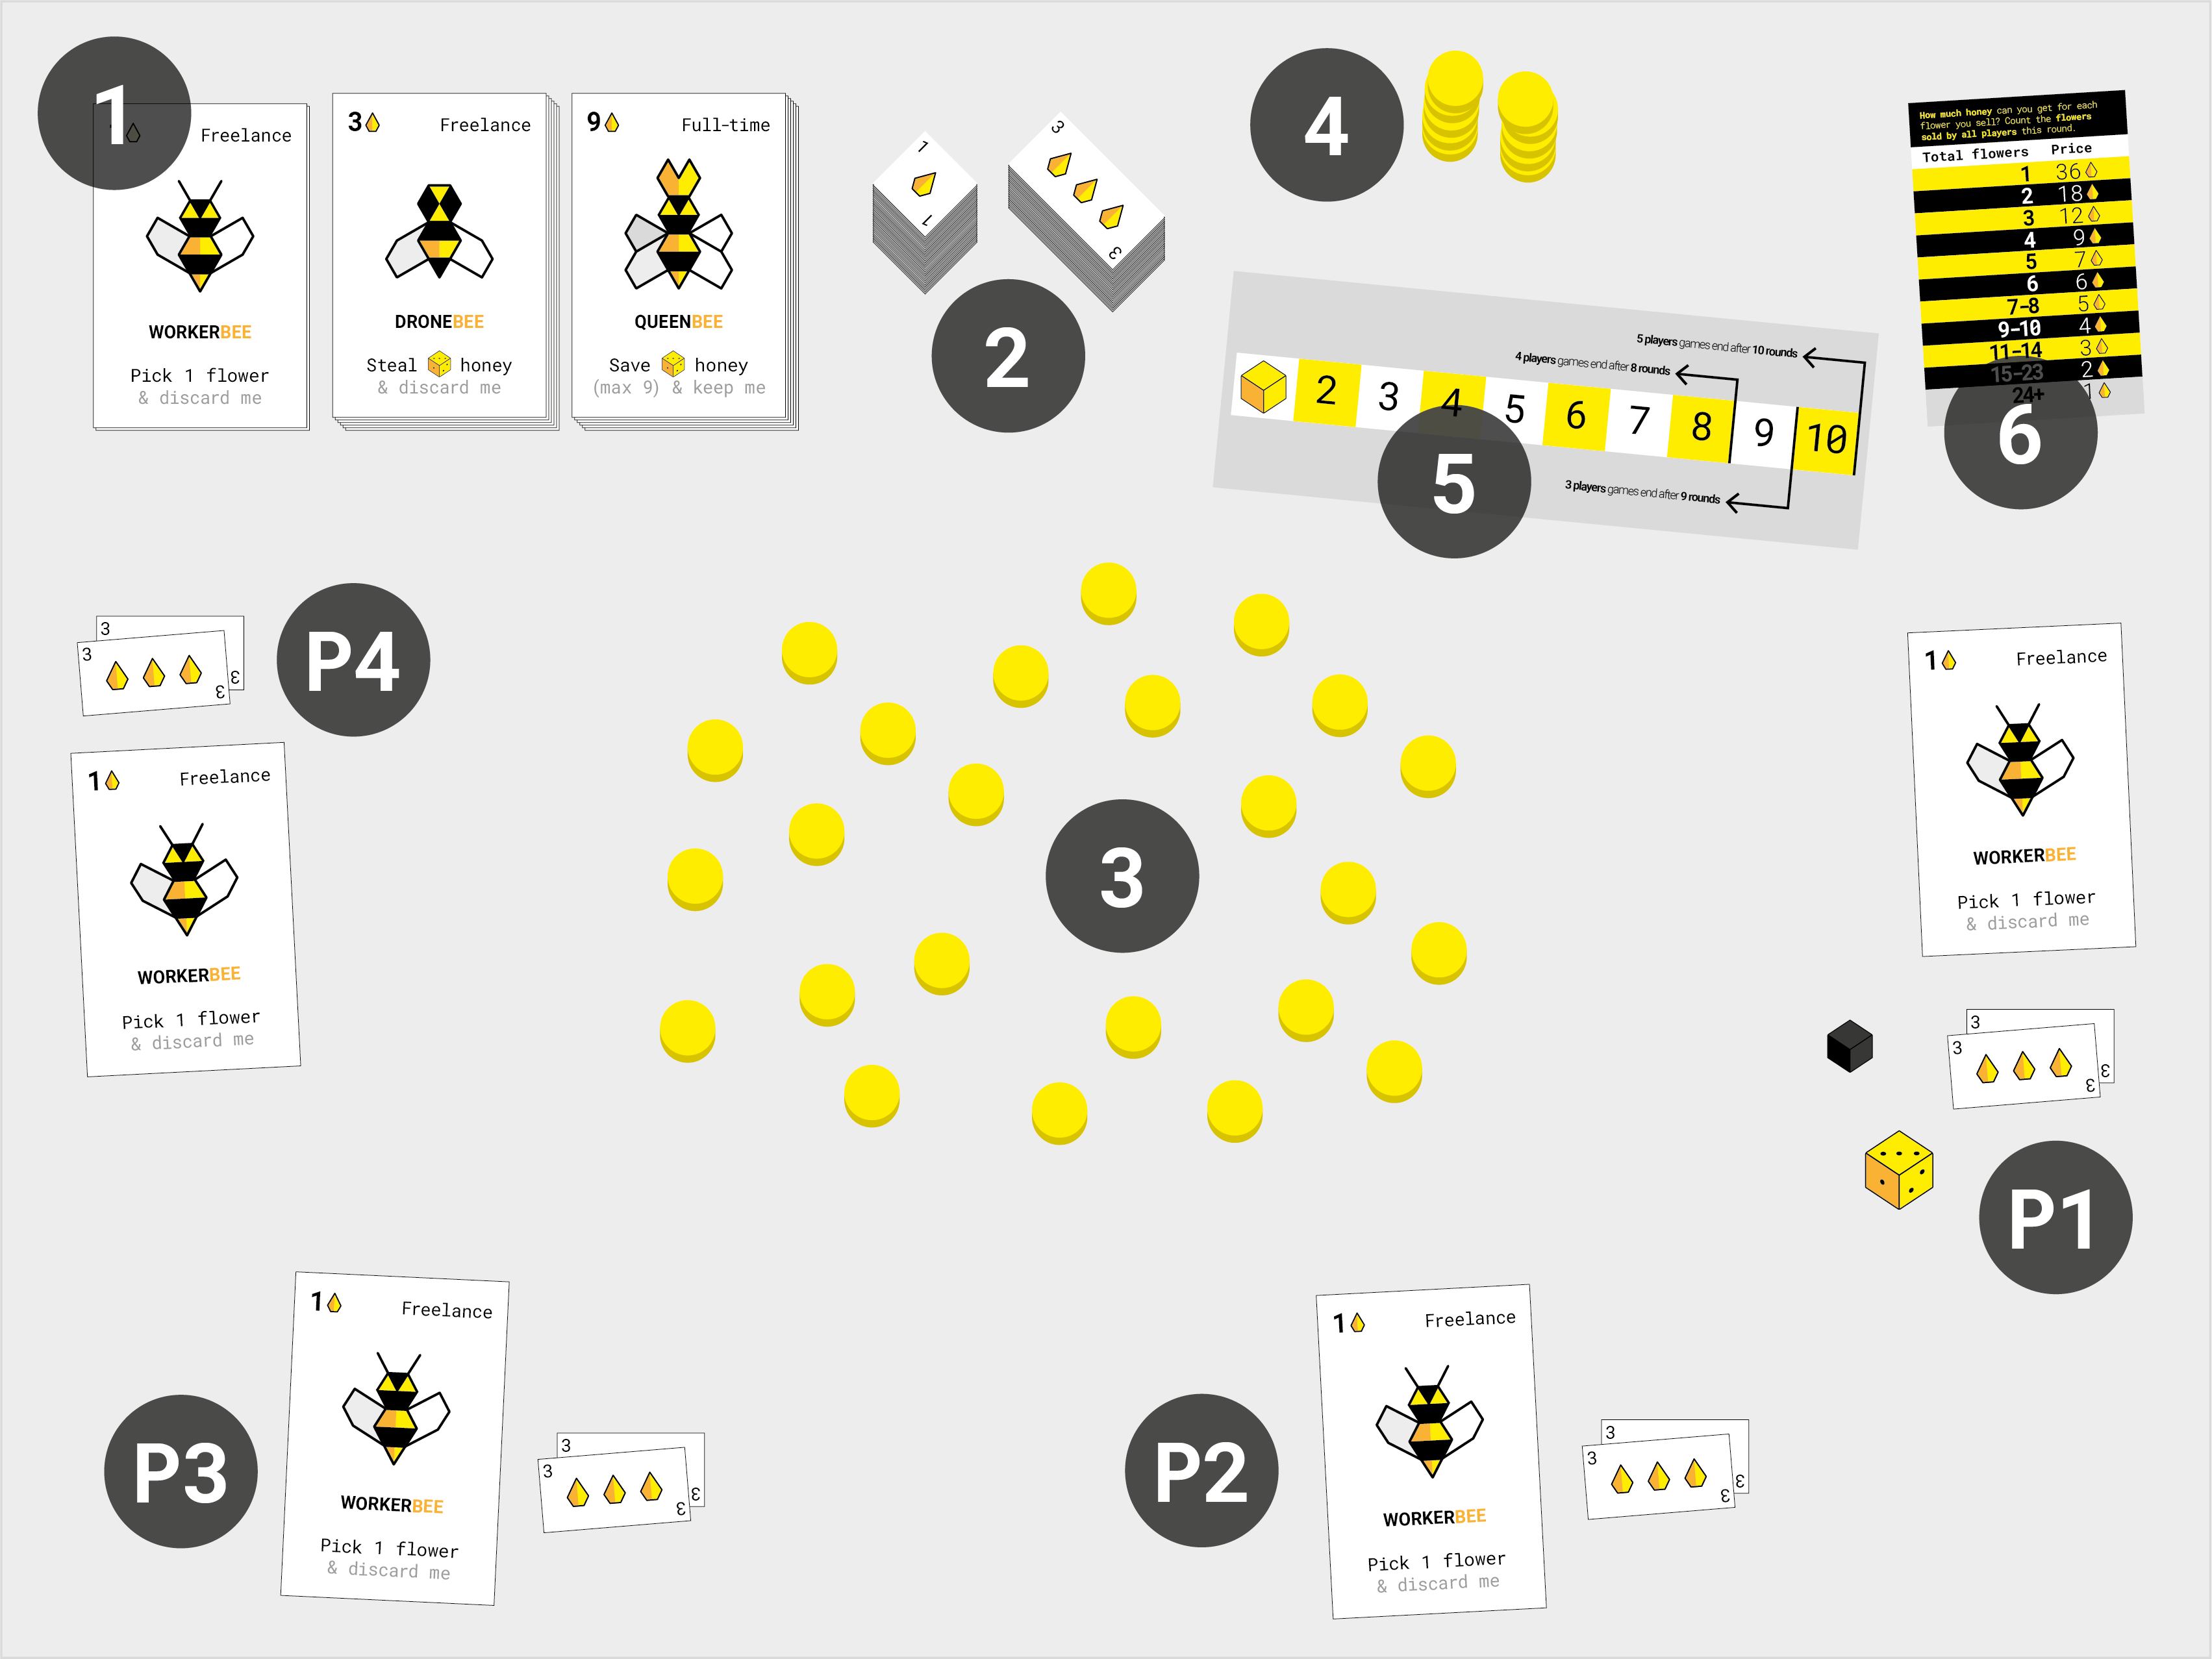 1
Freelance
WORKERBEE
Pick 1 flower
& discard me
3
Freelance
DRONEBEE
Steal honey
& discard me
9
Full-time
QUEENBEE
Save honey
(max 9) & keep me
1
1
3
3
2
4
5 players games end after 10 rounds
4 players games end after 8 rounds
2
3
4
5
6
7
8
9
10
3 players games end after 9 rounds
5
How much honey can you get for each
flower you sell? Count the flowers
sold by all players this round.
Total flowers Price
1 36
2 18
3 12
4 9
5 7
6 6
7-8 5
9-10 4
11-14 3
15-23 2
24+ 1
6
3
3
3
3
P4
1
Freelance
WORKERBEE
Pick 1 flower
& discard me
3
1
Freelance
WORKERBEE
Pick 1 flower
& discard me
3
3
3
3
P1
P3
1
Freelance
WORKERBEE
Pick 1 flower
& discard me
3
3
3
3
P2
1
Freelance
WORKERBEE
Pick 1 flower
& discard me
3
3
3
3